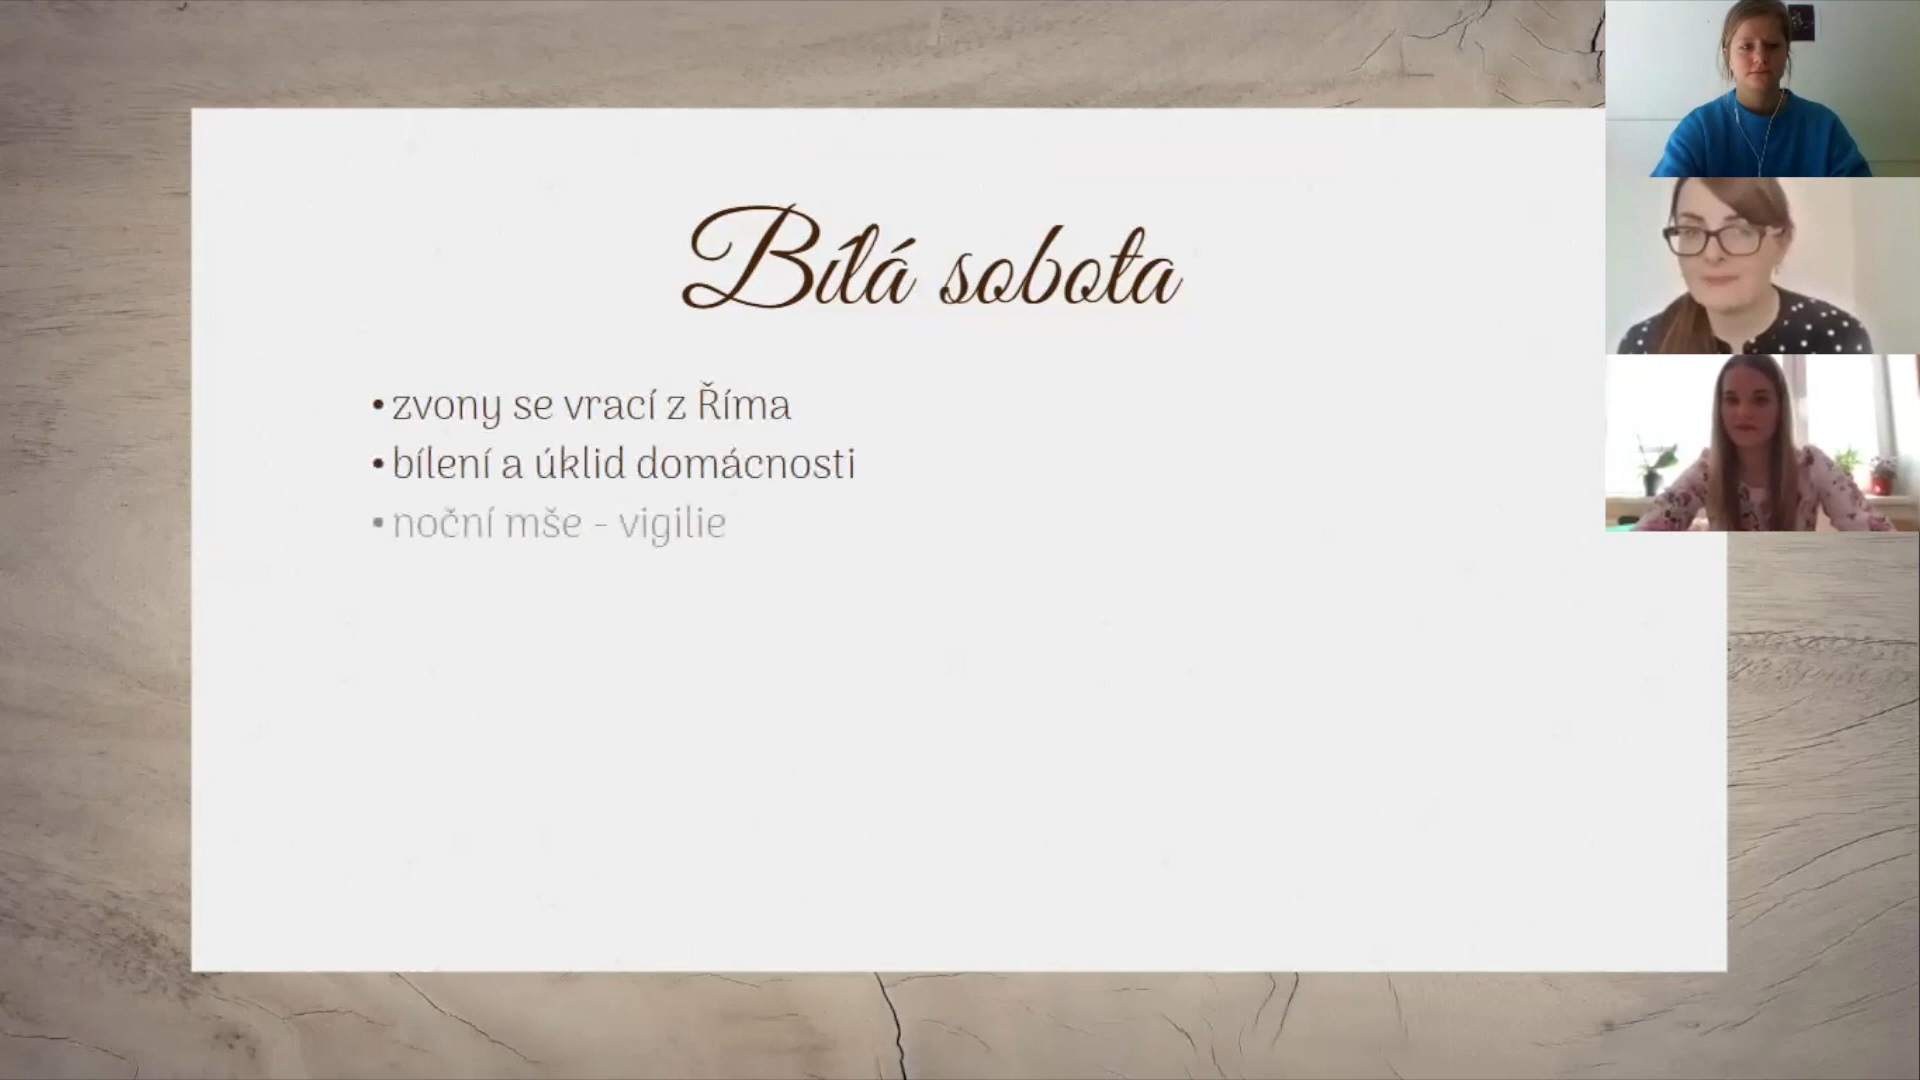 Bílá sobota
• zvony se vrací z Říma
• bílení a úklid domácnosti
• noční mše - vigilie